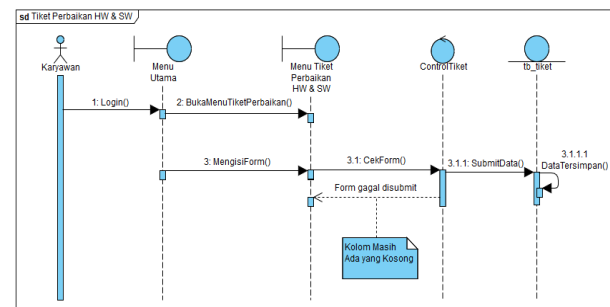 sd Tiket Perbaikan HW & SW
Karyawan
Menu
Utama
Menu Tiket
Perbaikan
HW & SW
ControlTiket
tb_tiket
1: Login()
2: BukaMenuTiketPerbaikan()
3: MengisiForm()
3.1: CekForm()
3.1.1: SubmitData()
3.1.1.1
DataTersimpan()
Form gagal disubmit
Kolom Masih
Ada yang Kosong